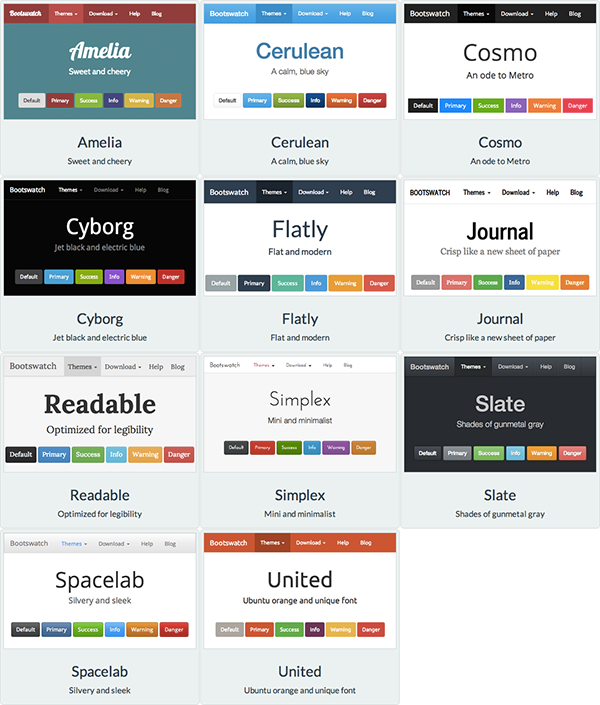 Bootswatch Themes Download Help Blog
Amelia
Sweet and cheery
Default Primary Success Info Warning Danger
Amelia
Sweet and cheery
Bootswatch Themes Download Help Blog
Cerulean
A calm, blue sky
Default Primary Success Info Warning Danger
Cerulean
A calm, blue sky
Bootswatch Themes Download Help Blog
Cosmo
An ode to Metro
Default Primary Success Info Warning Danger
Cosmo
An ode to Metro
Bootswatch Themes Download Help Blog
Cyborg
Jet black and electric blue
Default Primary Success Info Warning Danger
Cyborg
Jet black and electric blue
Bootswatch Themes Download Help Blog
Flatly
Flat and modern
Default Primary Success Info Warning Danger
Flatly
Flat and modern
BOOTSWATCH Themes Download Help Blog
Journal
Crisp like a new sheet of paper
Default Primary Success Info Warning Danger
Journal
Crisp like a new sheet of paper
Bootswatch Themes Download Help Blog
Readable
Optimized for legibility
Default Primary Success Info Warning Danger
Readable
Optimized for legibility
Bootswatch Themes Download Help Blog
Simplex
Mini and minimalist
Default Primary Success Info Warning Danger
Simplex
Mini and minimalist
Bootswatch Themes Download Help Blog
Slate
Shades of gunmetal gray
Default Primary Success Info Warning Danger
Slate
Shades of gunmetal gray
Bootswatch Themes Download Help Blog
Spacelab
Silvery and sleek
Default Primary Success Info Warning Danger
Spacelab
Silvery and sleek
Bootswatch Themes Download Help Blog
United
Ubuntu orange and unique font
Default Primary Success Info Warning Danger
United
Ubuntu orange and unique font